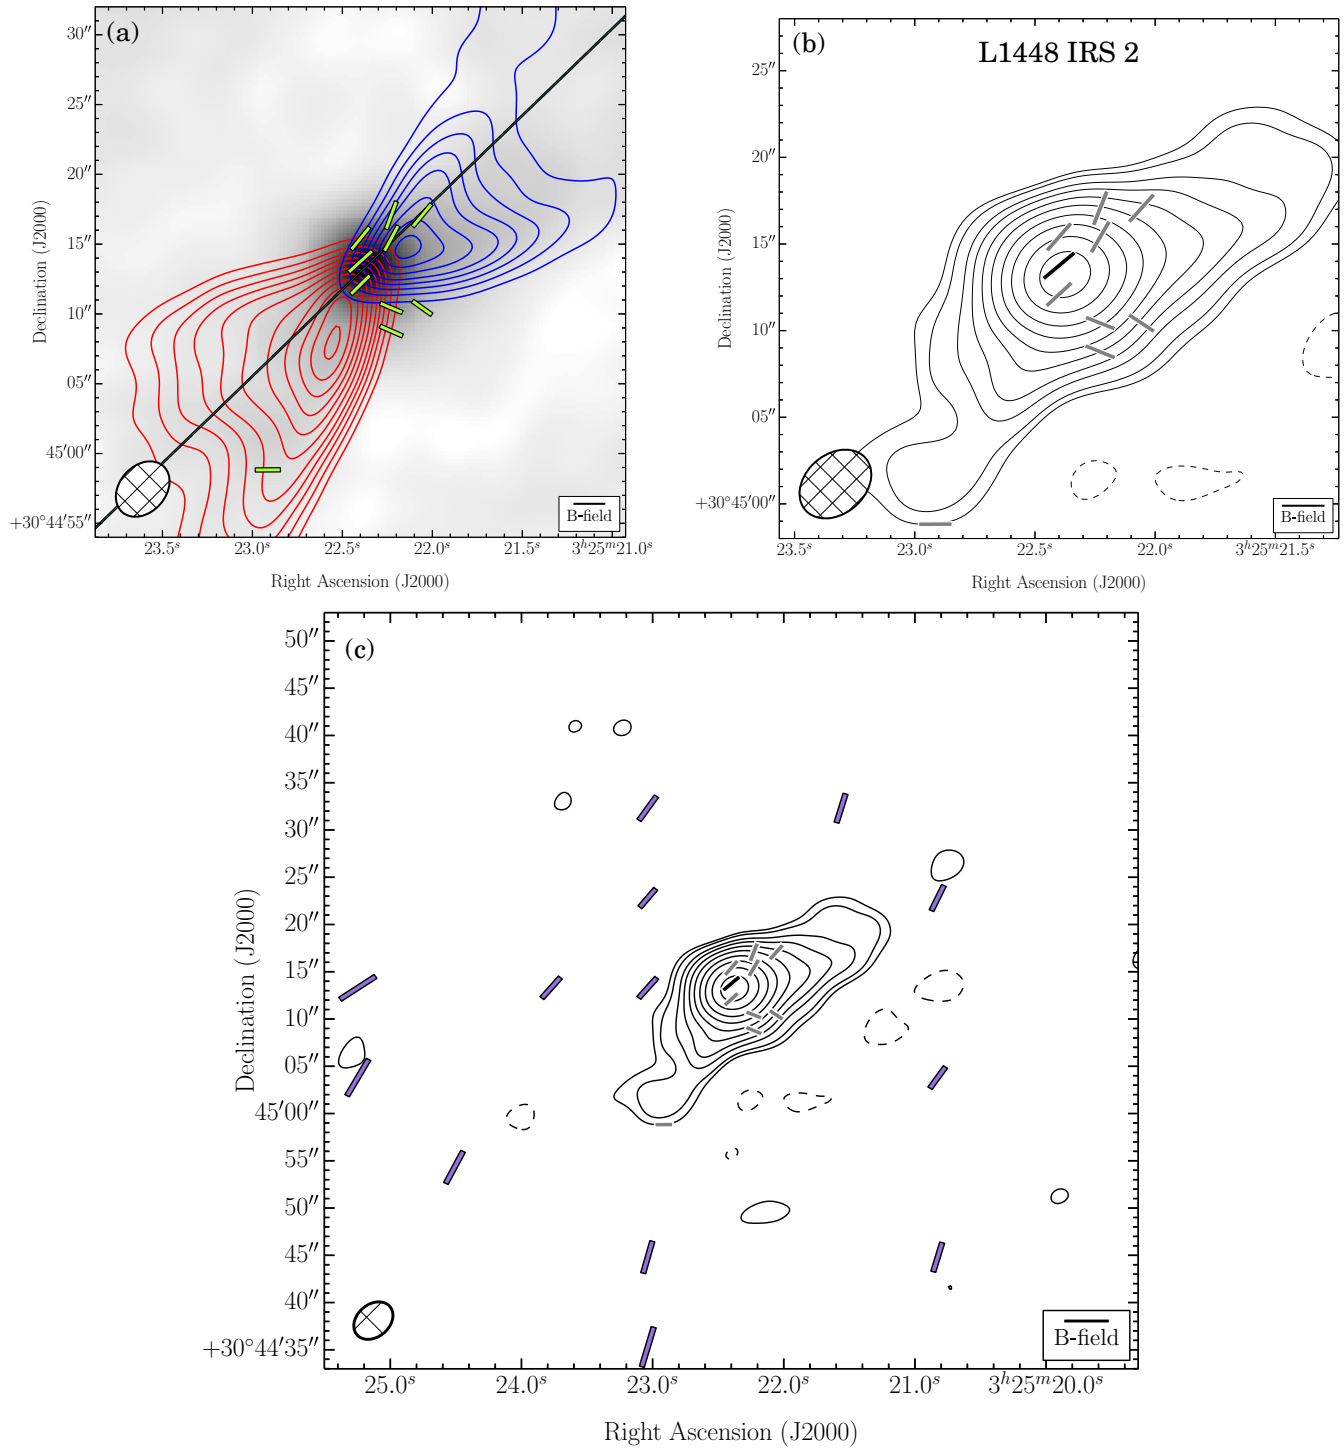 (a)
30″
25″
20″
15″
10″
05″
45′00″
+30°44′55″
Declination (J2000)
B-field
23.5ˢ 23.0ˢ 22.5ˢ 22.0ˢ 21.5ˢ 3ʰ25ᵐ21.0ˢ
Right Ascension (J2000)
(b)
L1448 IRS 2
25″
20″
15″
10″
05″
+30°45′00″
Declination (J2000)
B-field
23.5ˢ 23.0ˢ 22.5ˢ 22.0ˢ 3ʰ25ᵐ21.5ˢ
Right Ascension (J2000)
(c)
50″
45″
40″
35″
30″
25″
20″
15″
10″
05″
45′00″
55″
50″
45″
40″
+30°44′35″
Declination (J2000)
B-field
25.0ˢ 24.0ˢ 23.0ˢ 22.0ˢ 21.0ˢ 3ʰ25ᵐ20.0ˢ
Right Ascension (J2000)